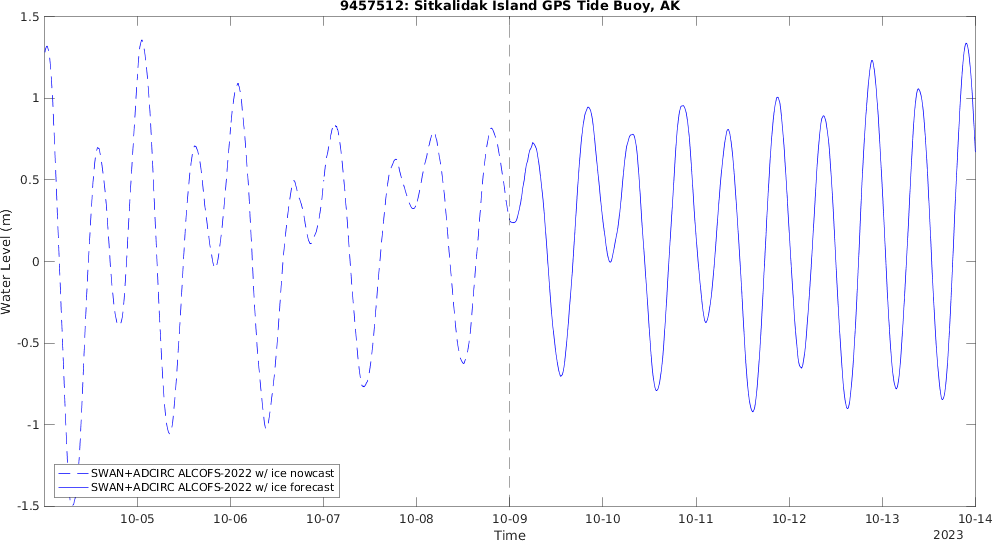 9457512: Sitkalidak Island GPS Tide Buoy, AK
1.5
1
0.5
0
-0.5
-1
-1.5
Water Level (m)
SWAN+ADCIRC ALCOFS-2022 w/ ice nowcast
SWAN+ADCIRC ALCOFS-2022 w/ ice forecast
10-05 10-06 10-07 10-08 10-09 10-10 10-11 10-12 10-13 10-14
Time
2023